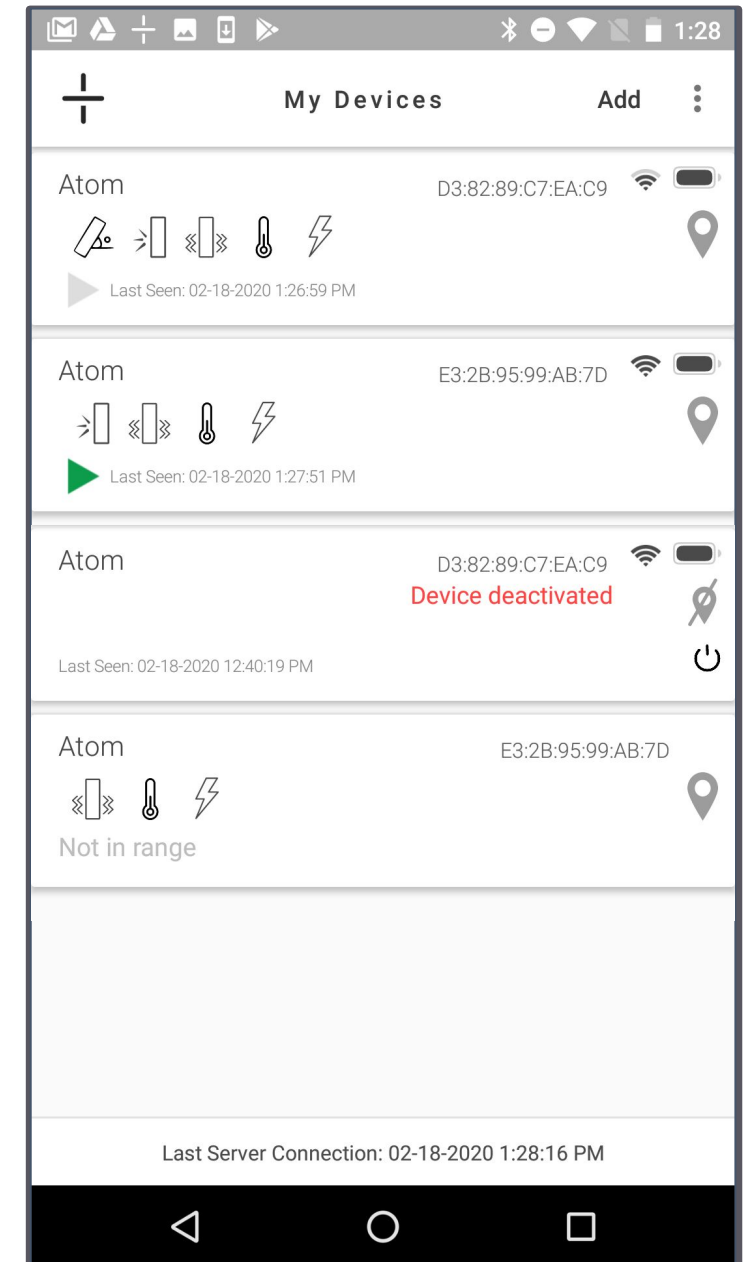 1:28
My Devices Add
Atom D3:82:89:C7:EA:C9
Last Seen: 02-18-2020 1:26:59 PM
Atom E3:2B:95:99:AB:7D
Last Seen: 02-18-2020 1:27:51 PM
Atom D3:82:89:C7:EA:C9
Device deactivated
Last Seen: 02-18-2020 12:40:19 PM
Atom E3:2B:95:99:AB:7D
Not in range
Last Server Connection: 02-18-2020 1:28:16 PM